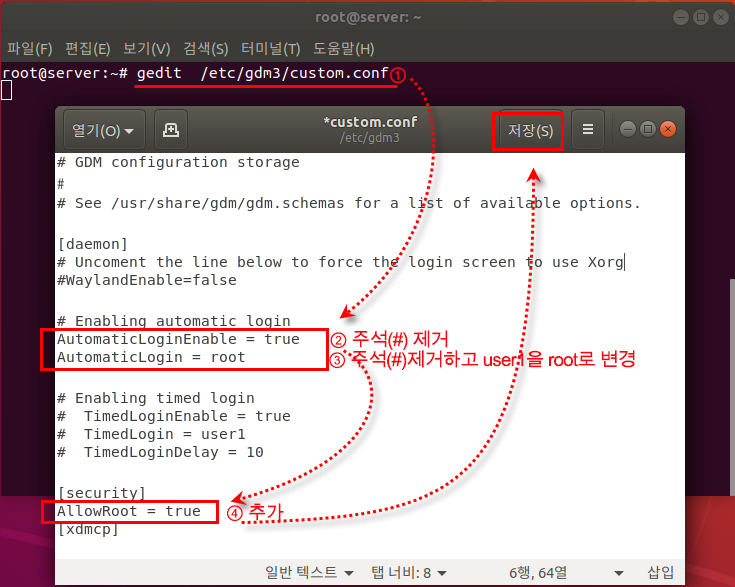 root@server: ~
파일(F) 편집(E) 보기(V) 검색(S) 터미널(T) 도움말(H)
root@server:~# gedit  /etc/gdm3/custom.conf ①
열기(O)
*custom.conf
/etc/gdm3
저장(S)
# GDM configuration storage
#
# See /usr/share/gdm/gdm.schemas for a list of available options.
[daemon]
# Uncoment the line below to force the login screen to use Xorg
#WaylandEnable=false
# Enabling automatic login
AutomaticLoginEnable = true ② 주석(#) 제거
AutomaticLogin = root ③ 주석(#)제거하고 user1을 root로 변경
# Enabling timed login
#  TimedLoginEnable = true
#  TimedLogin = user1
#  TimedLoginDelay = 10
[security]
AllowRoot = true ④ 추가
[xdmcp]
일반 텍스트 탭 너비: 8 6행, 64열 삽입